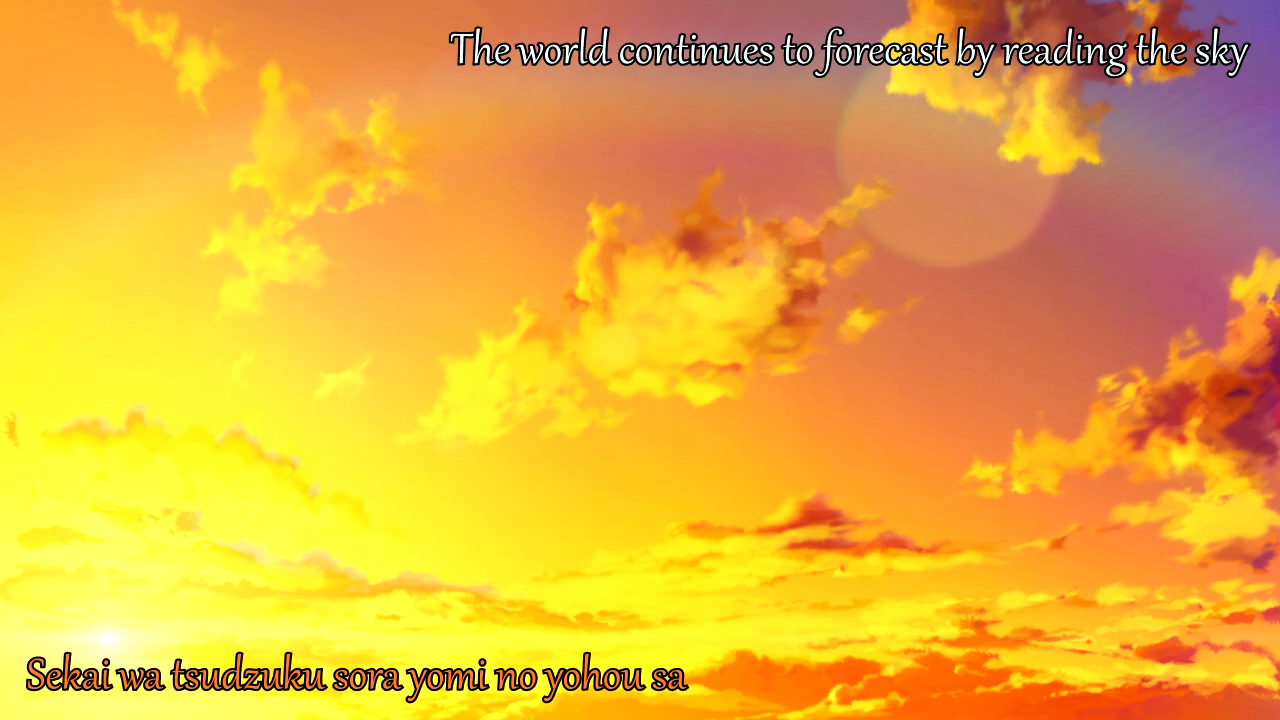 The world continues to forecast by reading the sky
Sekai wa tsudzuku sora yomi no yohou sa